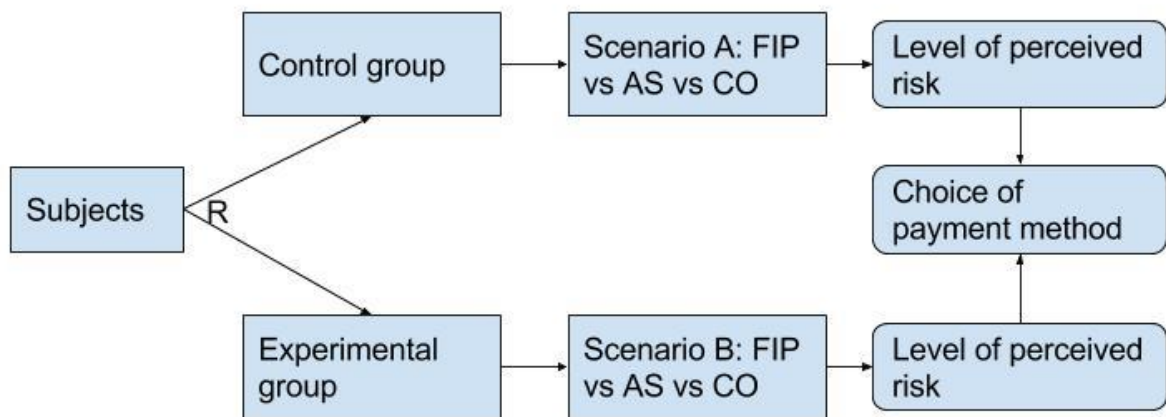 Control group
Scenario A: FIP
vs AS vs CO
Level of perceived
risk
Subjects
R
Choice of
payment method
Experimental
group
Scenario B: FIP
vs AS vs CO
Level of perceived
risk